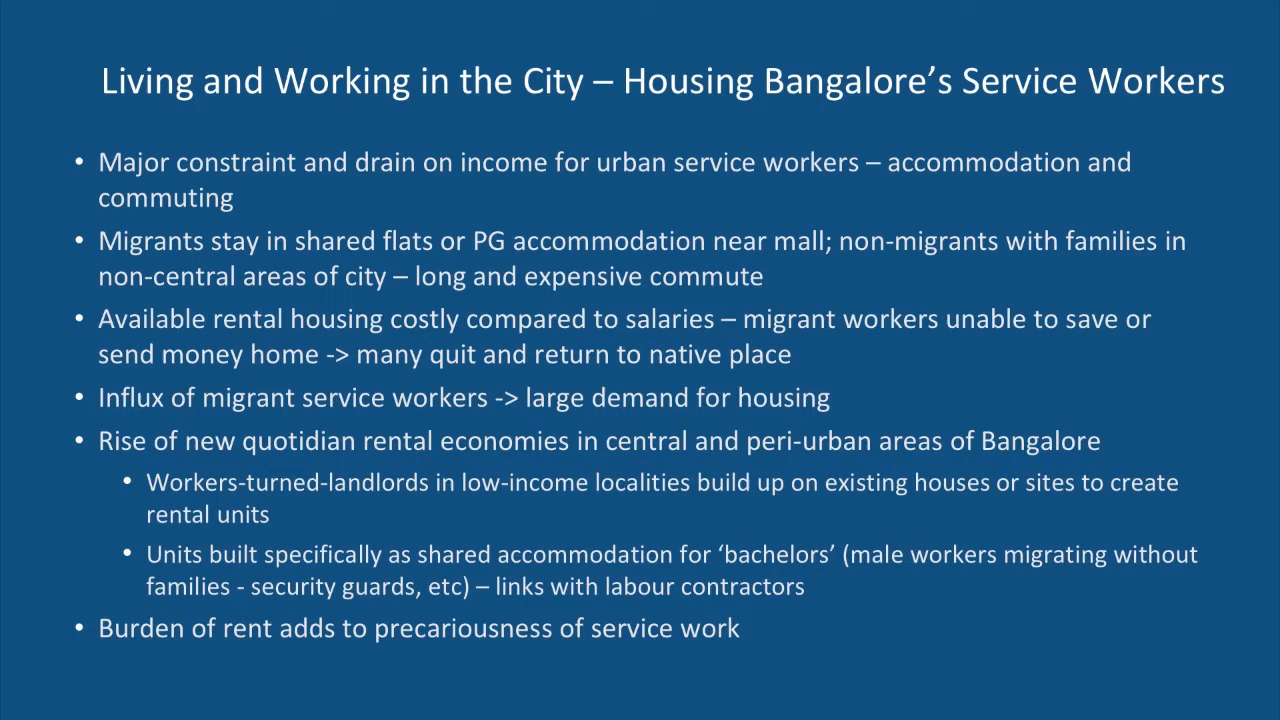 Living and Working in the City – Housing Bangalore’s Service Workers
• Major constraint and drain on income for urban service workers – accommodation and
commuting
• Migrants stay in shared flats or PG accommodation near mall; non-migrants with families in
non-central areas of city – long and expensive commute
• Available rental housing costly compared to salaries – migrant workers unable to save or
send money home -> many quit and return to native place
• Influx of migrant service workers -> large demand for housing
• Rise of new quotidian rental economies in central and peri-urban areas of Bangalore
• Workers-turned-landlords in low-income localities build up on existing houses or sites to create
rental units
• Units built specifically as shared accommodation for ‘bachelors’ (male workers migrating without
families - security guards, etc) – links with labour contractors
• Burden of rent adds to precariousness of service work